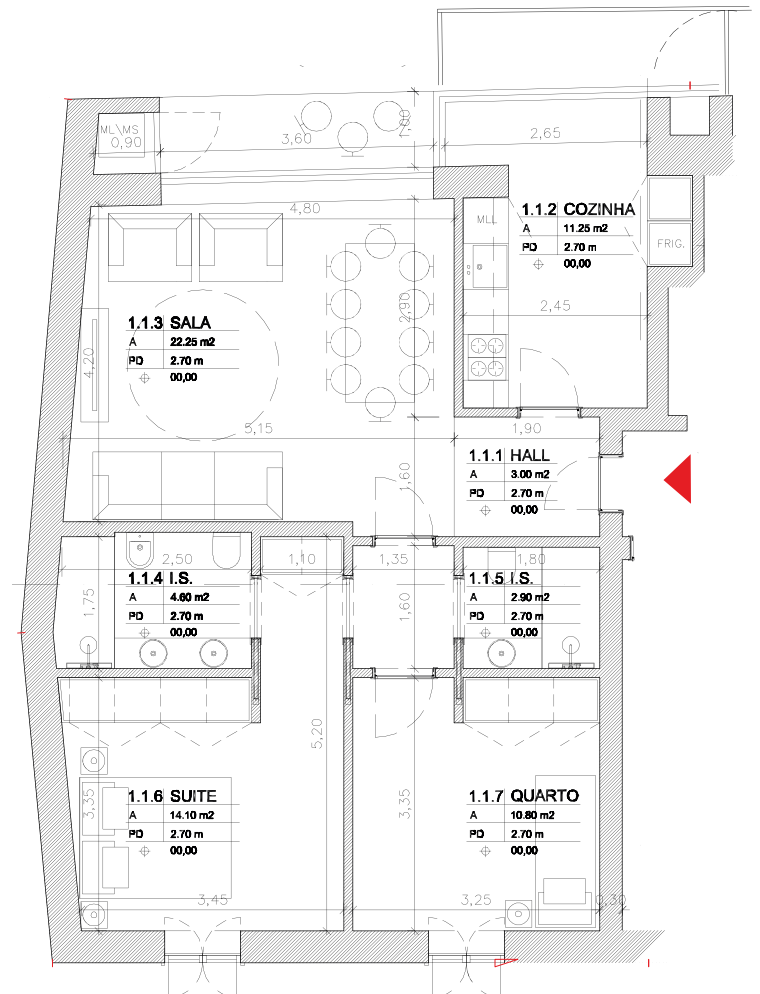 1,00
2,65
ML\MS
0,90
3,60
4,80
1.1.2 COZINHA
A 11.25 m2
PD 2.70 m
00,00
MLL
FRIG.
2,90
2,45
1.1.3 SALA
A 22.25 m2
PD 2.70 m
00,00
4,20
5,15
1,90
1.1.1 HALL
A 3.00 m2
PD 2.70 m
00,00
1,60
2,50
1,10
1,35
1,80
1.1.4 I.S.
A 4.60 m2
PD 2.70 m
00,00
1,75
1,60
1.1.5 I.S.
A 2.90 m2
PD 2.70 m
00,00
5,20
1.1.6 SUITE
A 14.10 m2
PD 2.70 m
00,00
3,35
3,35
1.1.7 QUARTO
A 10.80 m2
PD 2.70 m
00,00
3,45
3,25
0,30